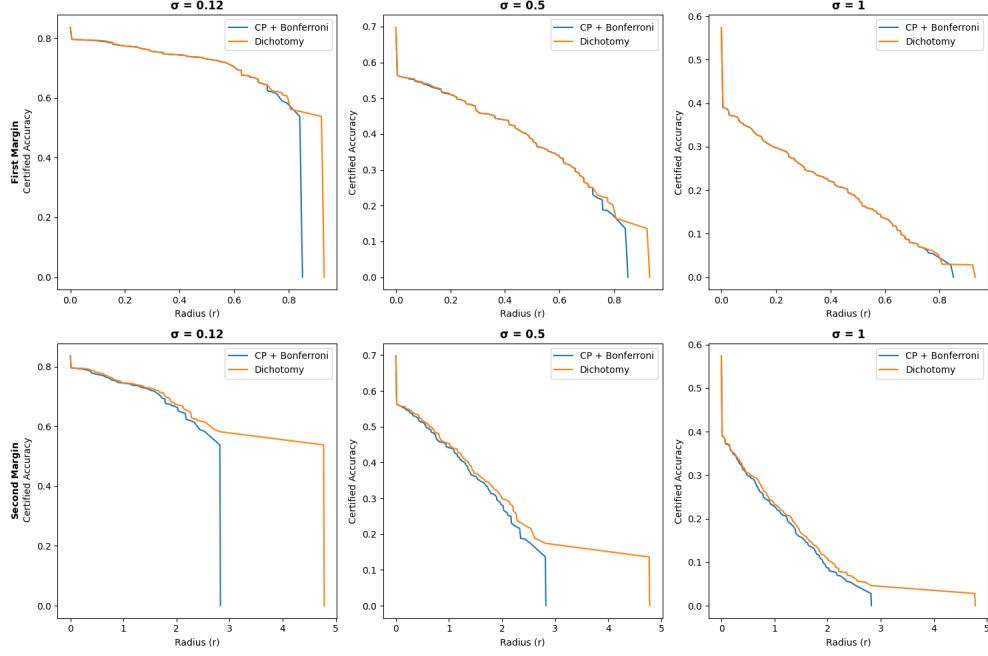 σ = 0.12
First Margin
Certified Accuracy
0.8
0.6
0.4
0.2
0.0
CP + Bonferroni
Dichotomy
0.0 0.2 0.4 0.6 0.8
Radius (r)
σ = 0.5
Certified Accuracy
0.7
0.6
0.5
0.4
0.3
0.2
0.1
0.0
CP + Bonferroni
Dichotomy
0.0 0.2 0.4 0.6 0.8
Radius (r)
σ = 1
Certified Accuracy
0.6
0.5
0.4
0.3
0.2
0.1
0.0
CP + Bonferroni
Dichotomy
0.0 0.2 0.4 0.6 0.8
Radius (r)
σ = 0.12
Second Margin
Certified Accuracy
0.8
0.6
0.4
0.2
0.0
CP + Bonferroni
Dichotomy
0 1 2 3 4 5
Radius (r)
σ = 0.5
Certified Accuracy
0.7
0.6
0.5
0.4
0.3
0.2
0.1
0.0
CP + Bonferroni
Dichotomy
0 1 2 3 4 5
Radius (r)
σ = 1
Certified Accuracy
0.6
0.5
0.4
0.3
0.2
0.1
0.0
CP + Bonferroni
Dichotomy
0 1 2 3 4 5
Radius (r)